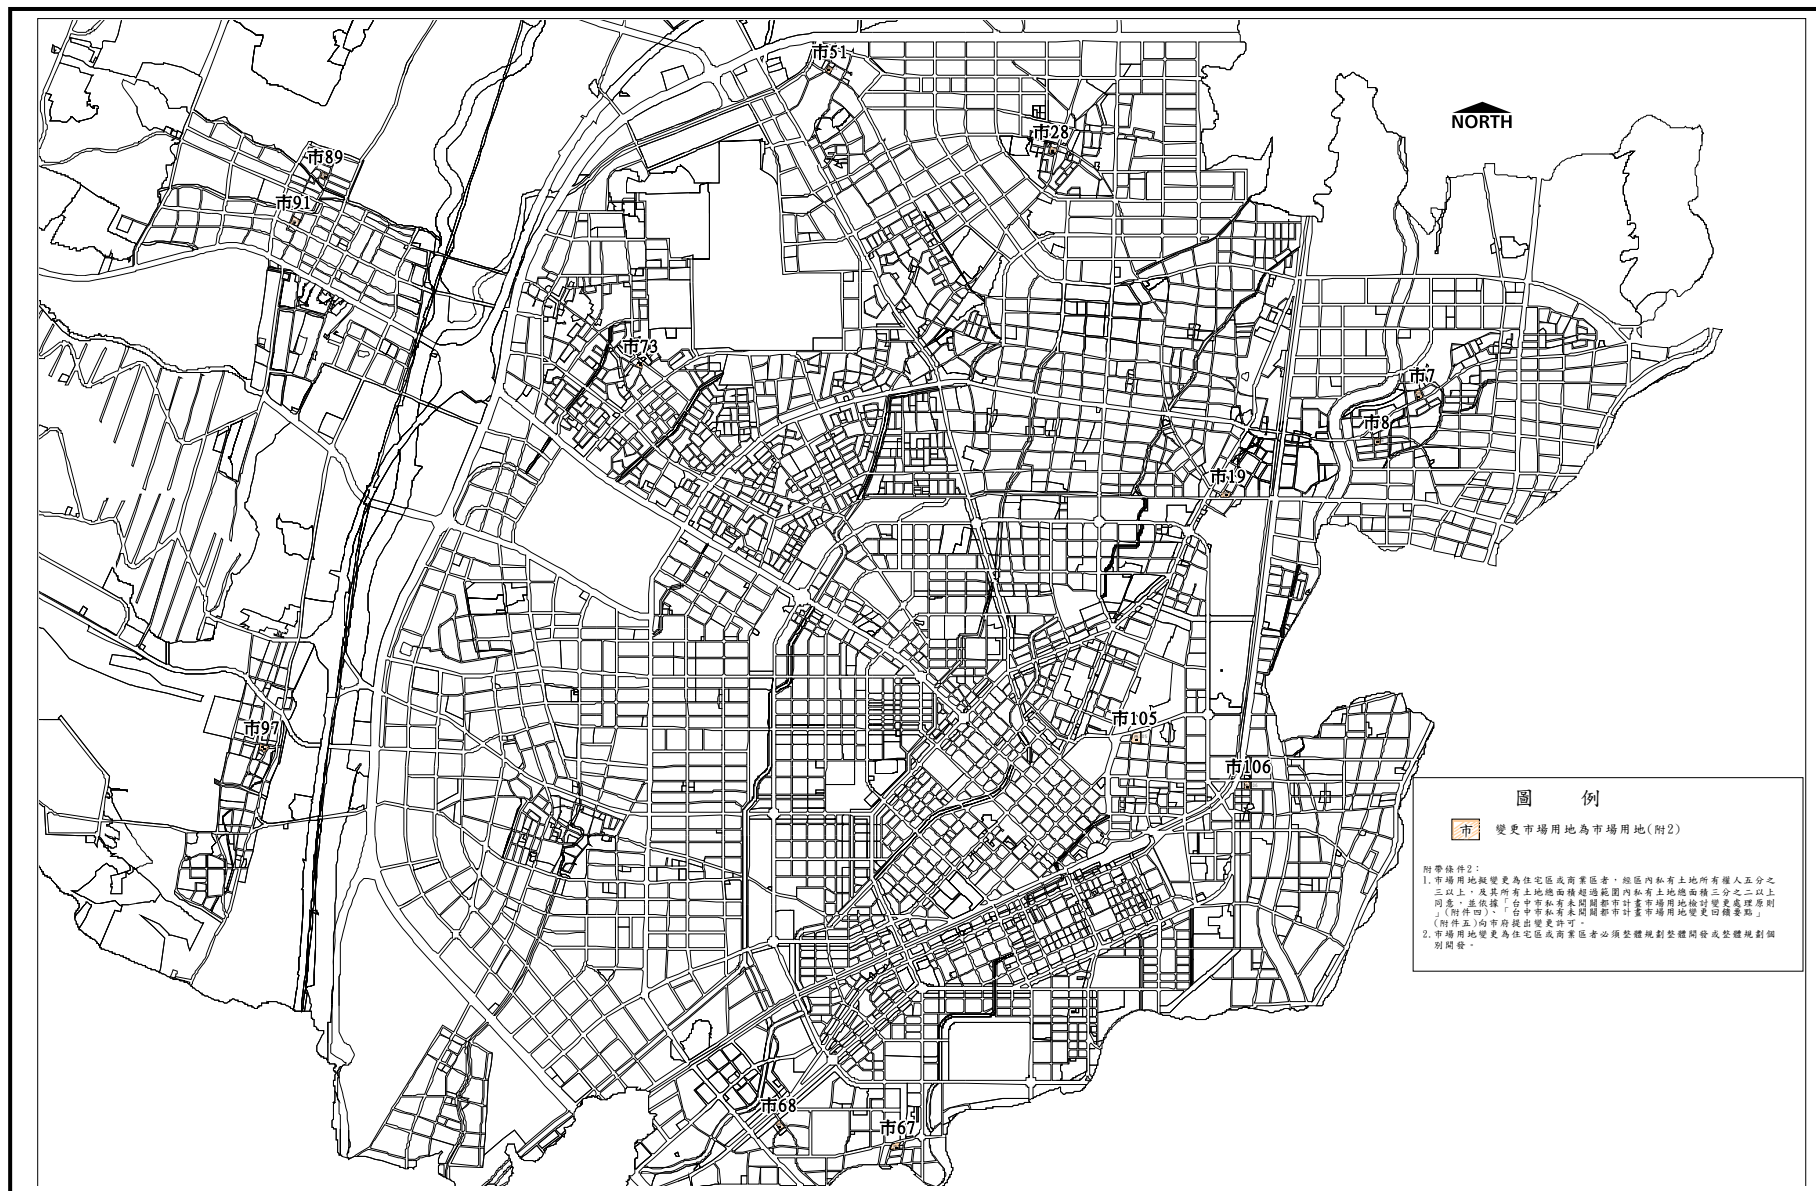 市51
NORTH
市28
市89
市91
市73
市7
市8
市19
市105
市97
市106
圖 例
市 變更市場用地為市場用地(附2)
附帶條件2：
1.市場用地擬變更為住宅區或商業區者，經區內私有土地所有權人五分之
三以上，及其所有土地總面積超過範圍內私有土地總面積三分之二以上
同意，並依據「台中市私有未開闢都市計畫市場用地檢討變更處理原則
」(附件四)、「台中市私有未開闢都市計畫市場用地變更回饋要點」
(附件五)向市府提出變更許可。
2.市場用地變更為住宅區或商業區者必須整體規劃整體開發或整體規劃個
別開發。
市68
市67